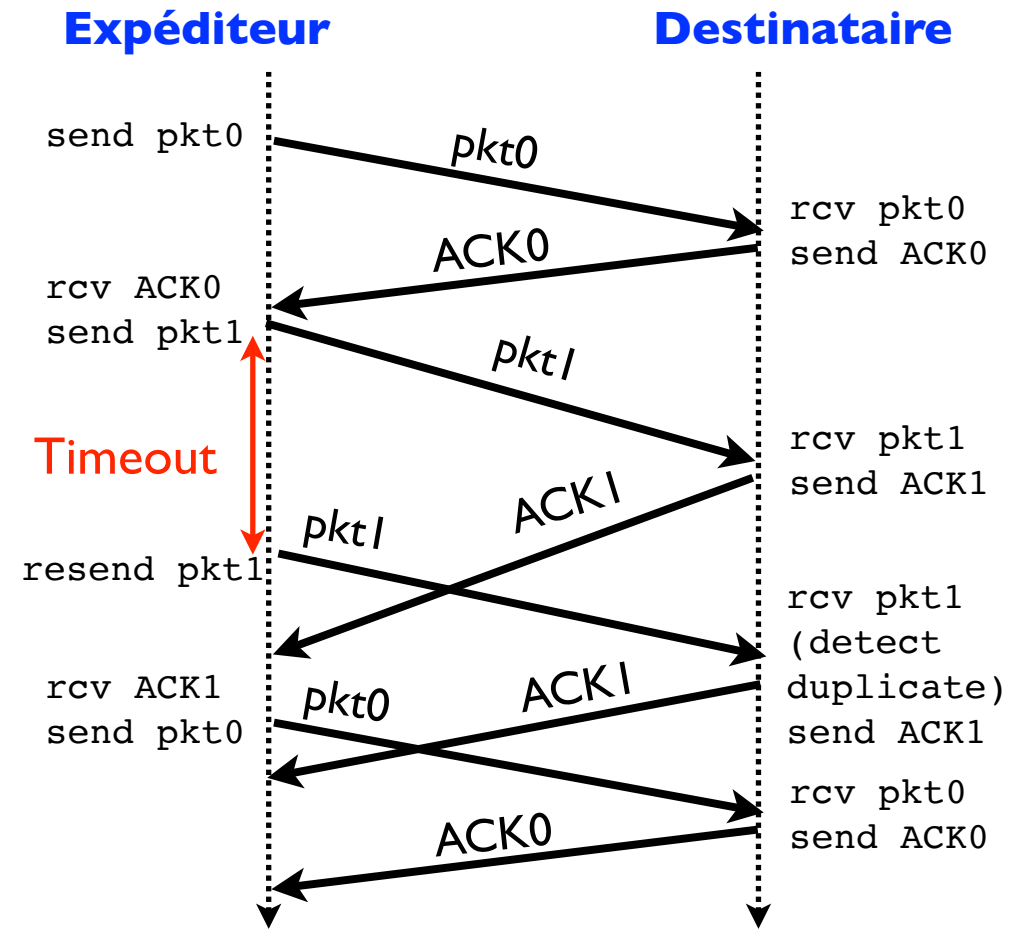 Expéditeur
Destinataire
send pkt0
pkt0
rcv pkt0
send ACK0
ACK0
rcv ACK0
send pkt1
pkt1
Timeout
rcv pkt1
send ACK1
ACK1
pkt1
resend pkt1
rcv pkt1
(detect
duplicate)
send ACK1
ACK1
rcv ACK1
send pkt0
pkt0
rcv pkt0
send ACK0
ACK0